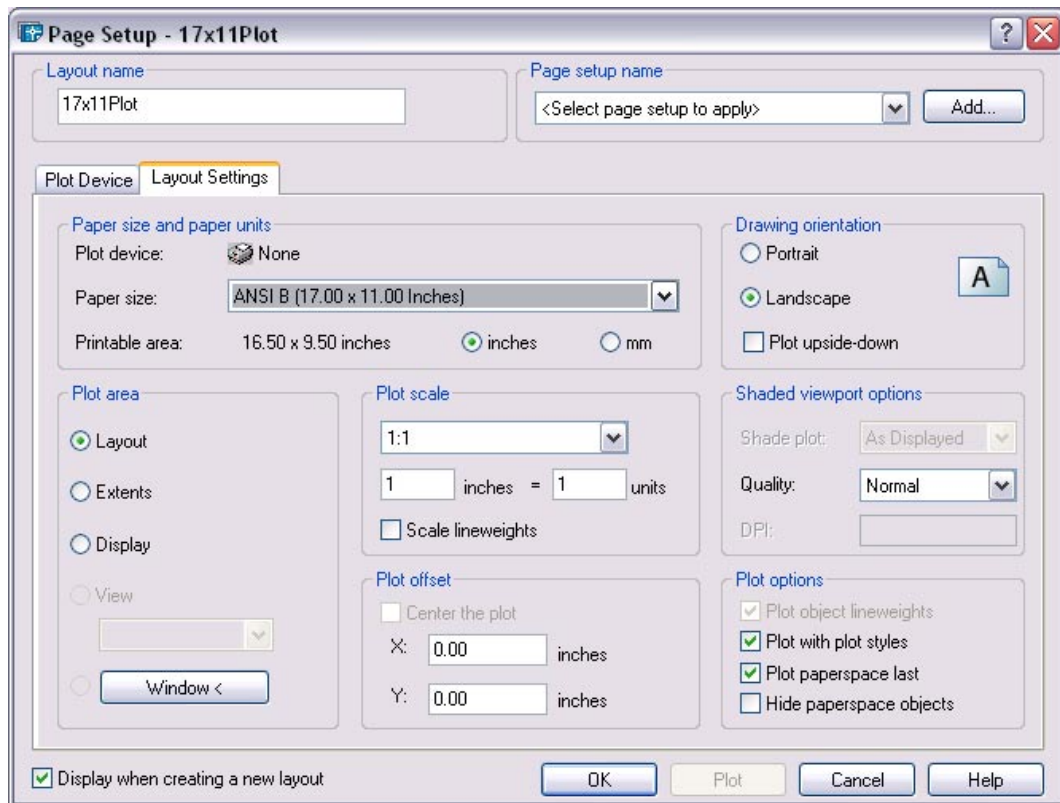 Page Setup - 17x11Plot
Layout name
17x11Plot
Page setup name
<Select page setup to apply>
Add...
Plot Device
Layout Settings
Paper size and paper units
Plot device:
None
Paper size:
ANSI B (17.00 x 11.00 Inches)
Printable area:
16.50 x 9.50 inches
inches
mm
Drawing orientation
Portrait
Landscape
A
Plot upside-down
Plot area
Layout
Extents
Display
View
Window <
Plot scale
1:1
1 inches = 1 units
Scale lineweights
Plot offset
Center the plot
X: 0.00 inches
Y: 0.00 inches
Shaded viewport options
Shade plot: As Displayed
Quality: Normal
DPI:
Plot options
Plot object lineweights
Plot with plot styles
Plot paperspace last
Hide paperspace objects
Display when creating a new layout
OK
Plot
Cancel
Help